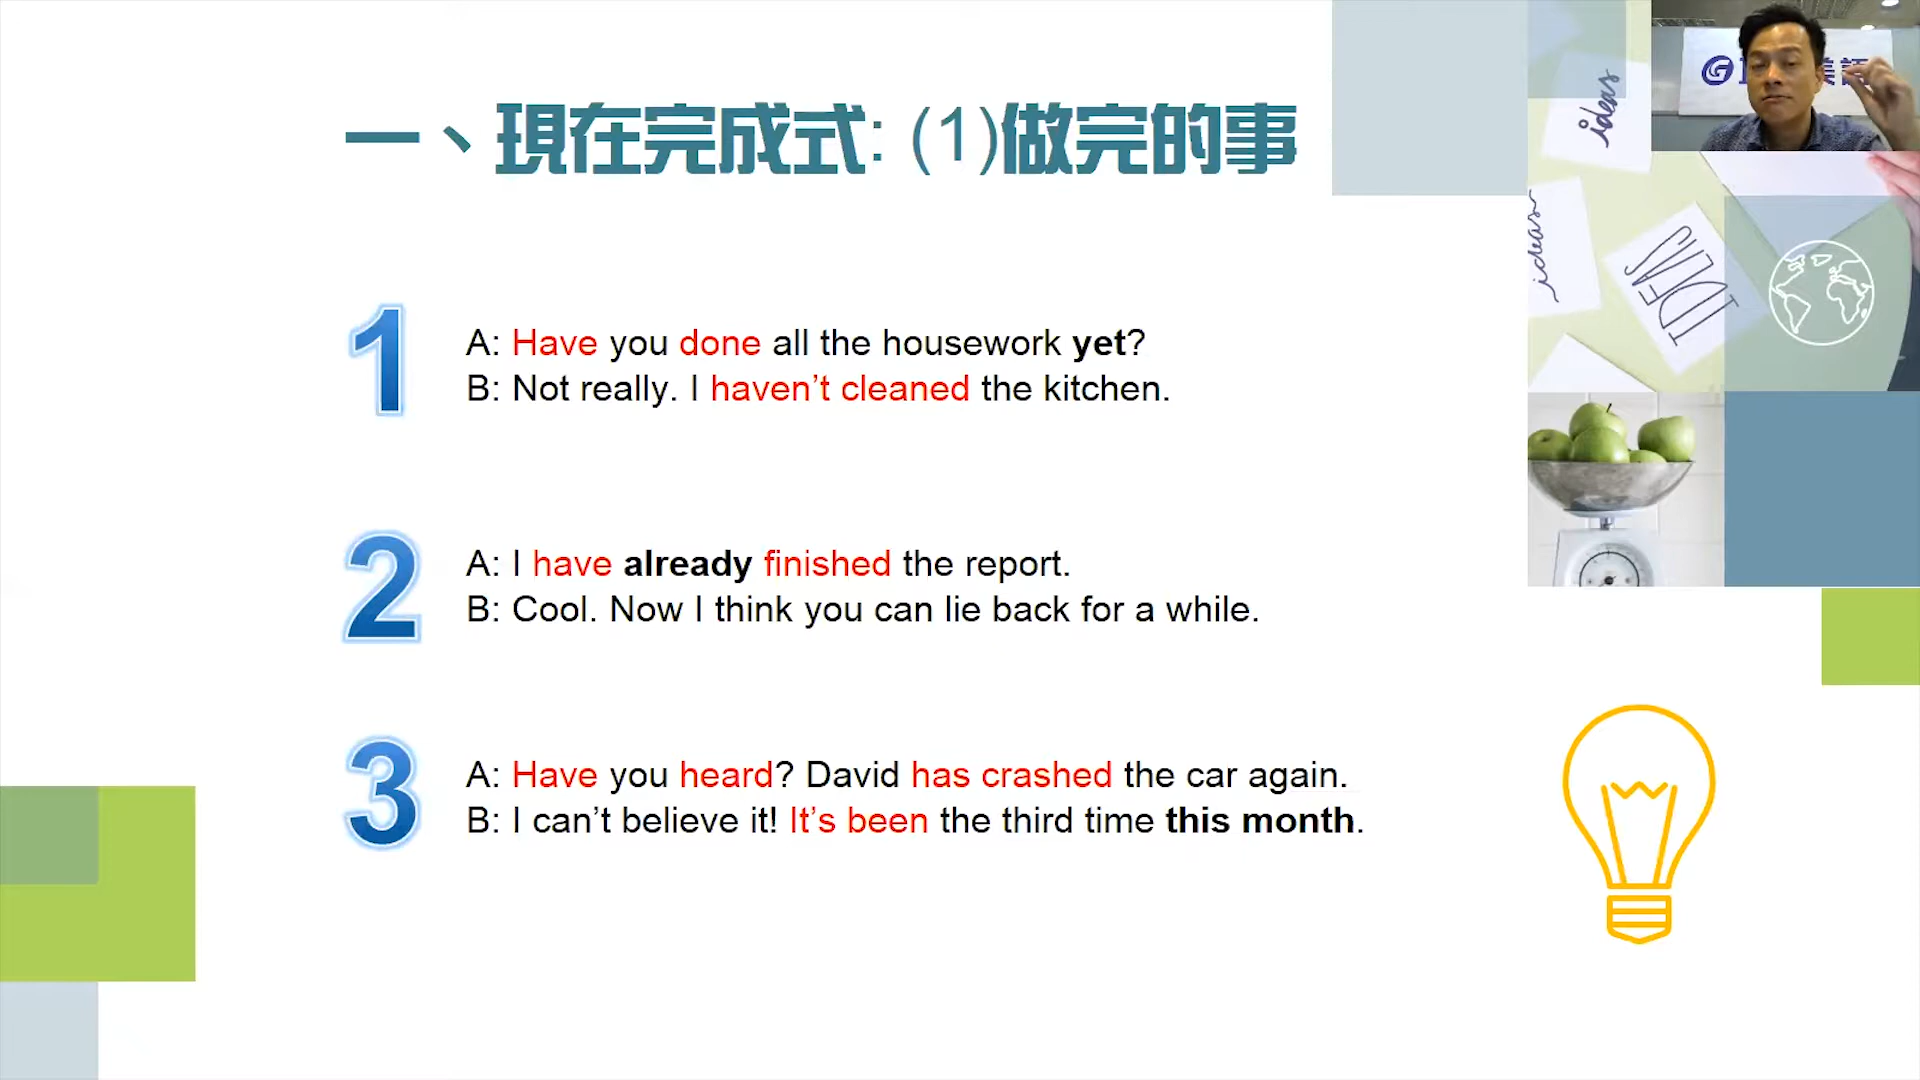 一、現在完成式: (1)做完的事
1
A: Have you done all the housework yet?
B: Not really. I haven’t cleaned the kitchen.
2
A: I have already finished the report.
B: Cool. Now I think you can lie back for a while.
3
A: Have you heard? David has crashed the car again.
B: I can’t believe it! It’s been the third time this month.
ideas
ideas
IDEAS